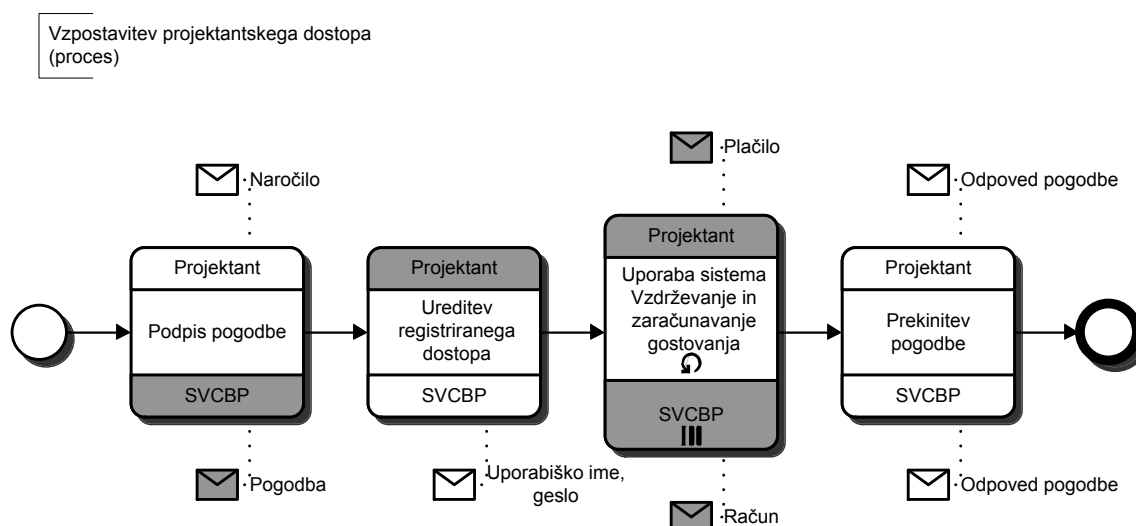 Vzpostavitev projektantskega dostopa
(proces)
Naročilo
Projektant
Podpis pogodbe
SVCBP
Pogodba
Projektant
Ureditev
registriranega
dostopa
SVCBP
Uporabiško ime,
geslo
Plačilo
Projektant
Uporaba sistema
Vzdrževanje in
zaračunavanje
gostovanja
SVCBP
Račun
Odpoved pogodbe
Projektant
Prekinitev
pogodbe
SVCBP
Odpoved pogodbe